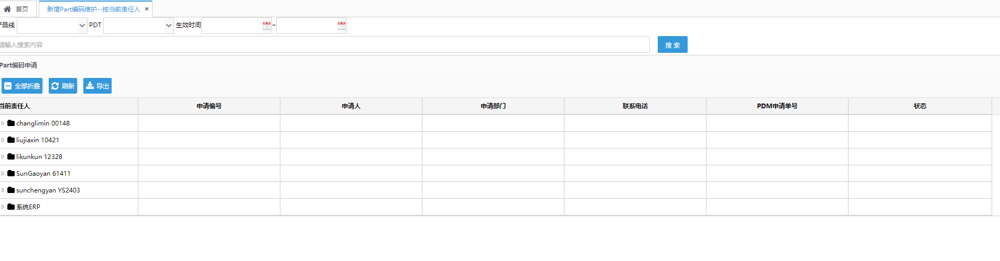 首页 新增Part编码维护--按当前责任人 ×
品线 PDT 生效时间 ~
请输入搜索内容 搜 索
Part编码申请
全部折叠 刷新 导出
当前责任人 申请编号 申请人 申请部门 联系电话 PDM申请单号 状态
changlimin 00148
liujiaxin 10421
likunkun 12328
SunGaoyan 61411
sunchengyan YS2403
系统ERP